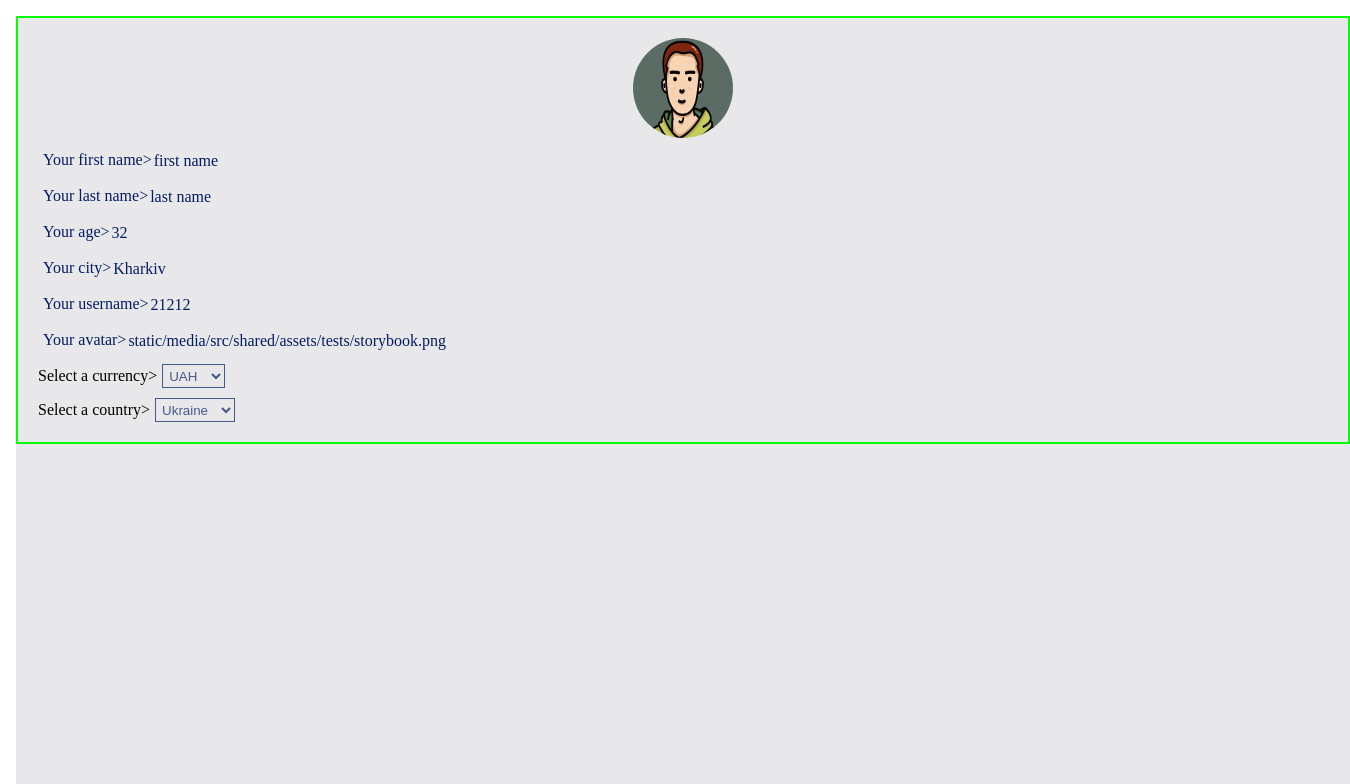 Your first name> first name
Your last name> last name
Your age> 32
Your city> Kharkiv
Your username> 21212
Your avatar> static/media/src/shared/assets/tests/storybook.png
Select a currency> UAH
Select a country> Ukraine